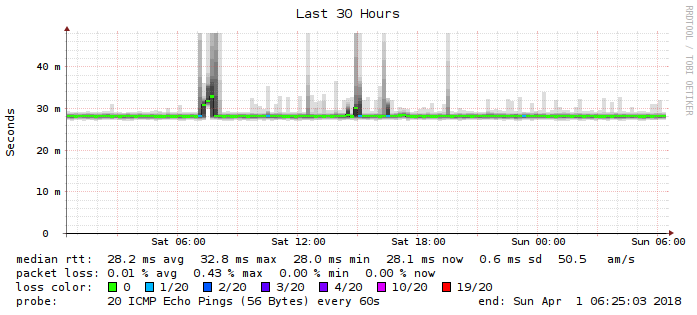 Last 30 Hours
RRDTOOL / TOBI OETIKER
Seconds
40 m
30 m
20 m
10 m
0
Sat 06:00 Sat 12:00 Sat 18:00 Sun 00:00 Sun 06:00
median rtt: 28.2 ms avg 32.8 ms max 28.0 ms min 28.1 ms now 0.6 ms sd 50.5 am/s
packet loss: 0.01 % avg 0.43 % max 0.00 % min 0.00 % now
loss color: 0 1/20 2/20 3/20 4/20 10/20 19/20
probe: 20 ICMP Echo Pings (56 Bytes) every 60s end: Sun Apr 1 06:25:03 2018